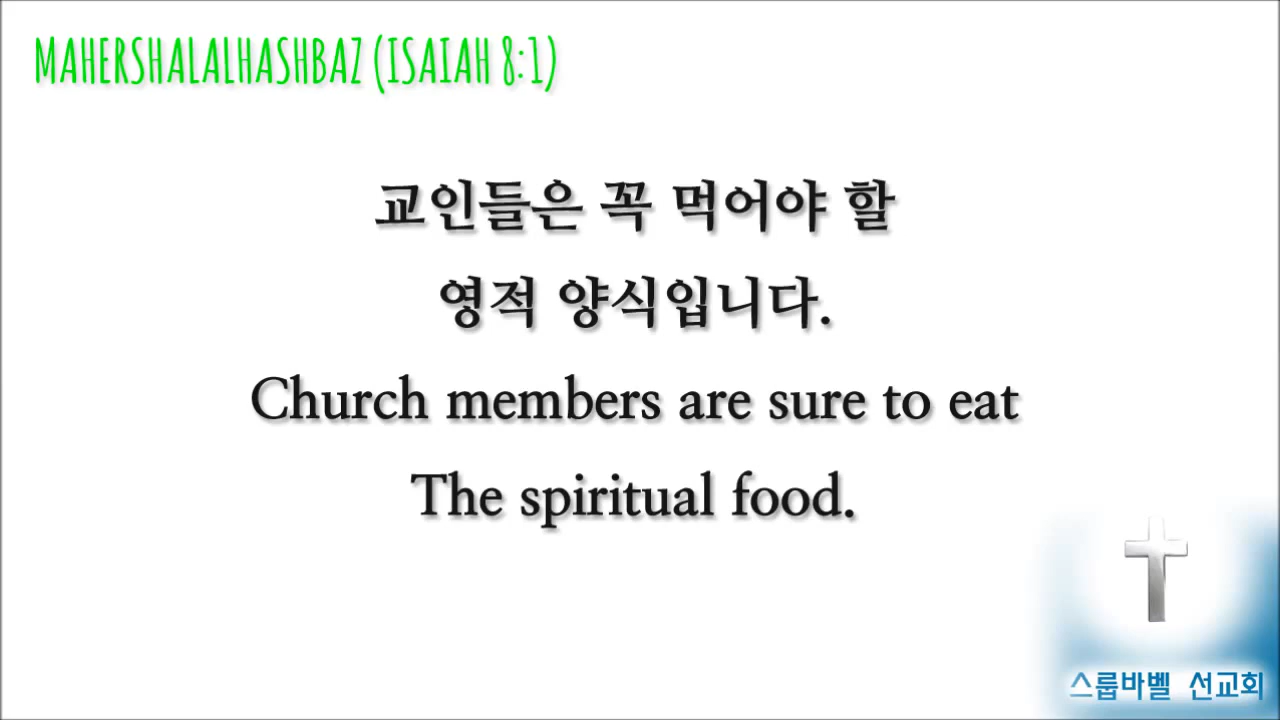 MAHERSHALALHASHBAZ (ISAIAH 8:1)
교인들은 꼭 먹어야 할
영적 양식입니다.
Church members are sure to eat
The spiritual food.
스룹바벨 선교회